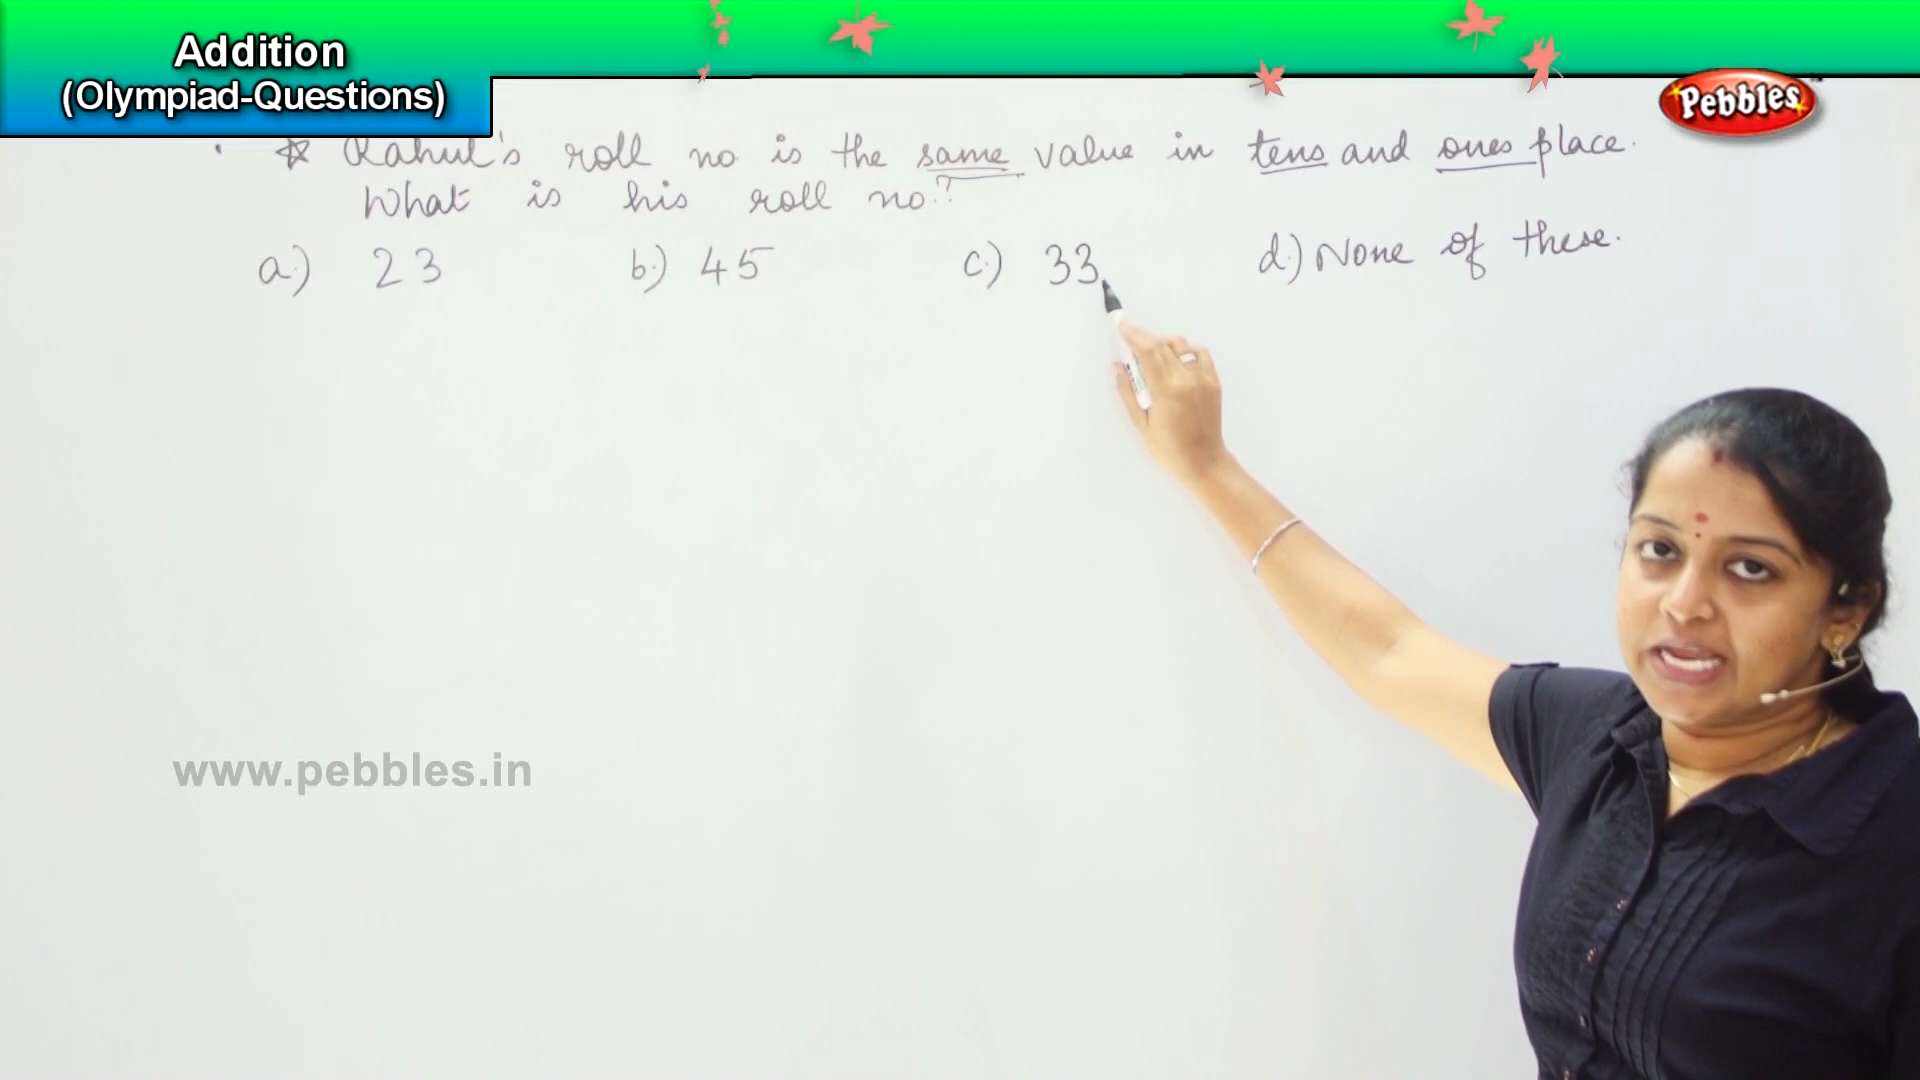 Addition
(Olympiad-Questions)
Pebbles
☆ Rahul's roll no. is the same value in tens and ones place.
What is his roll no.?
a.) 23 b.) 45 c.) 33 d.) None of these.
www.pebbles.in